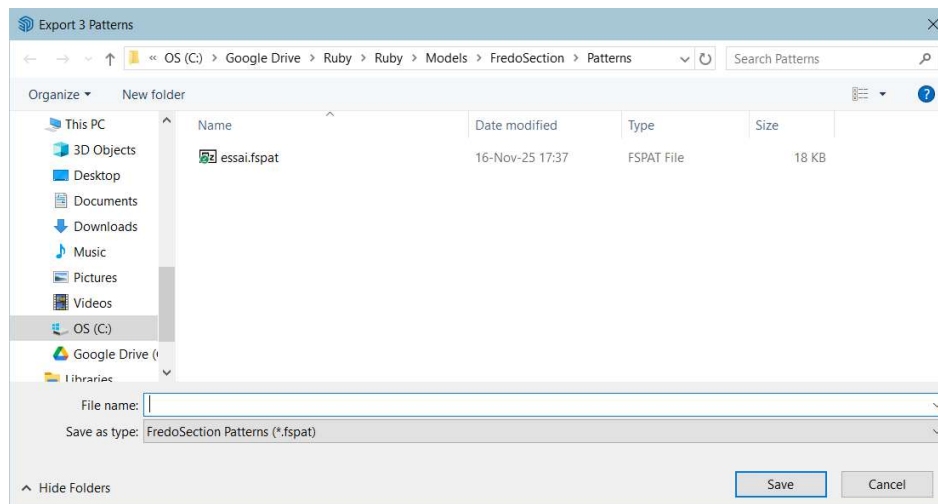 Export 3 Patterns
« OS (C:) > Google Drive > Ruby > Ruby > Models > FredoSection > Patterns
Search Patterns
Organize
New folder
Name
Date modified
Type
Size
essai.fspat
16-Nov-25 17:37
FSPAT File
18 KB
This PC
3D Objects
Desktop
Documents
Downloads
Music
Pictures
Videos
OS (C:)
Google Drive (
Libraries
File name:
Save as type: FredoSection Patterns (*.fspat)
Hide Folders
Save
Cancel